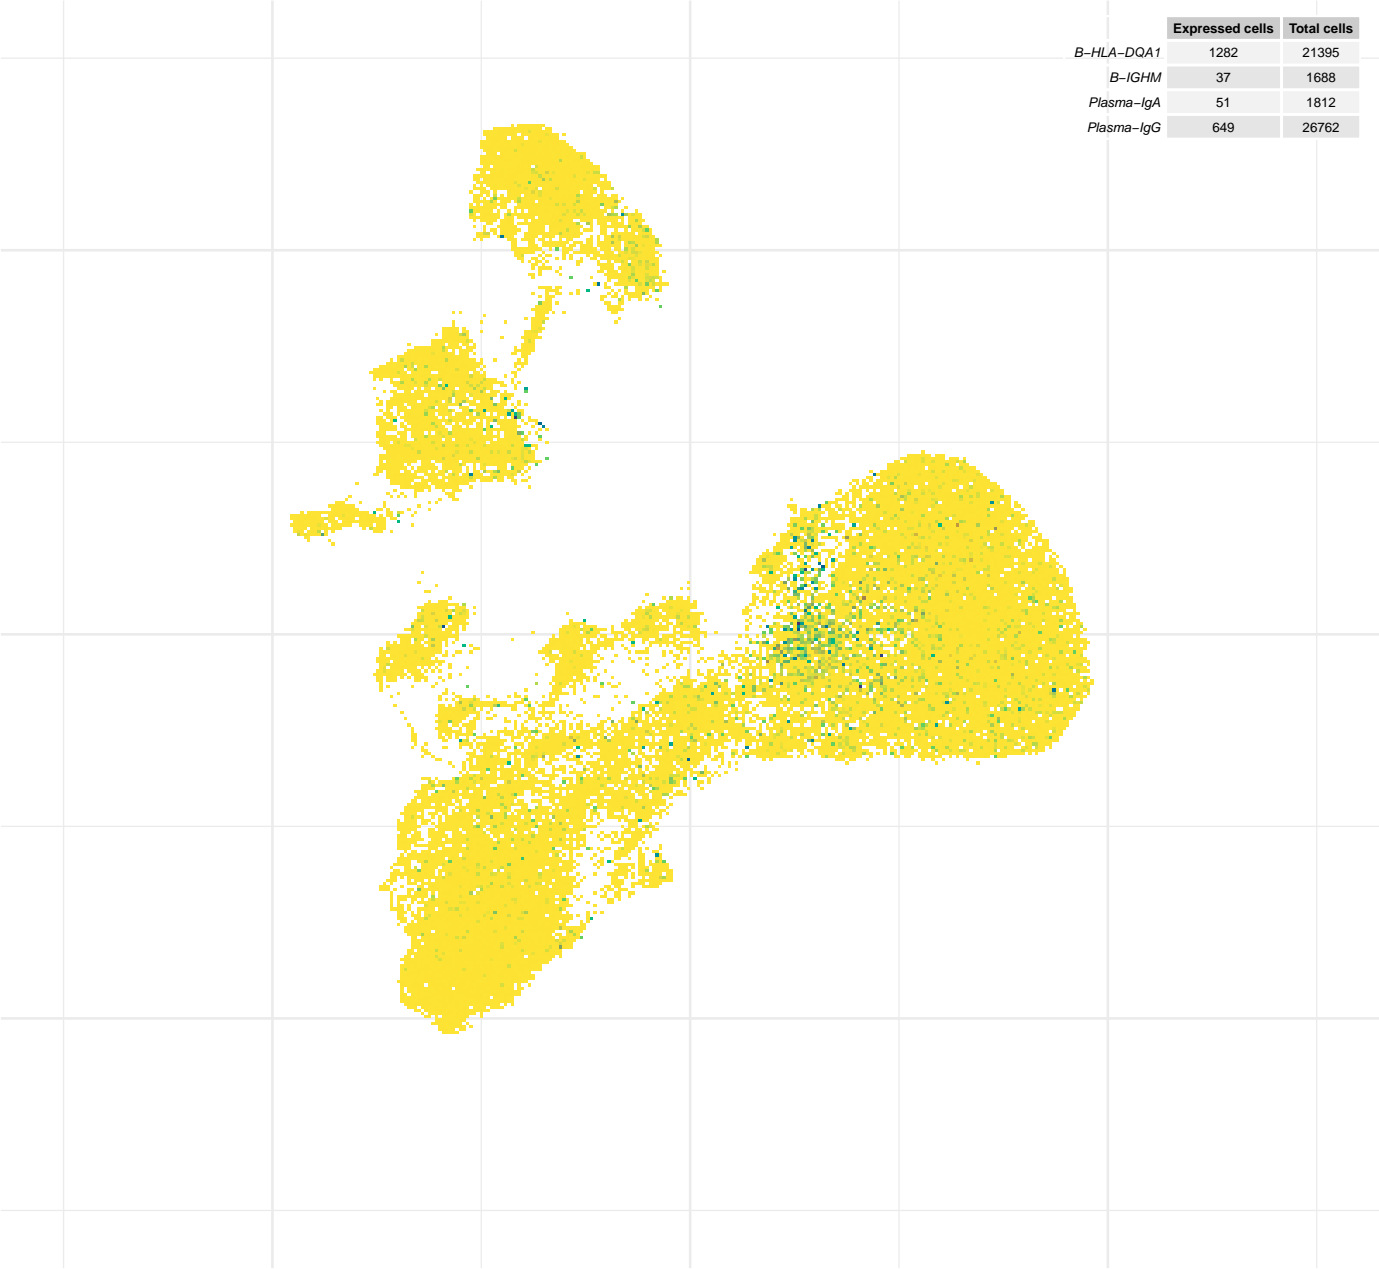 Expressed cells Total cells
B−HLA−DQA1 1282 21395
B−IGHM 37 1688
Plasma−IgA 51 1812
Plasma−IgG 649 26762